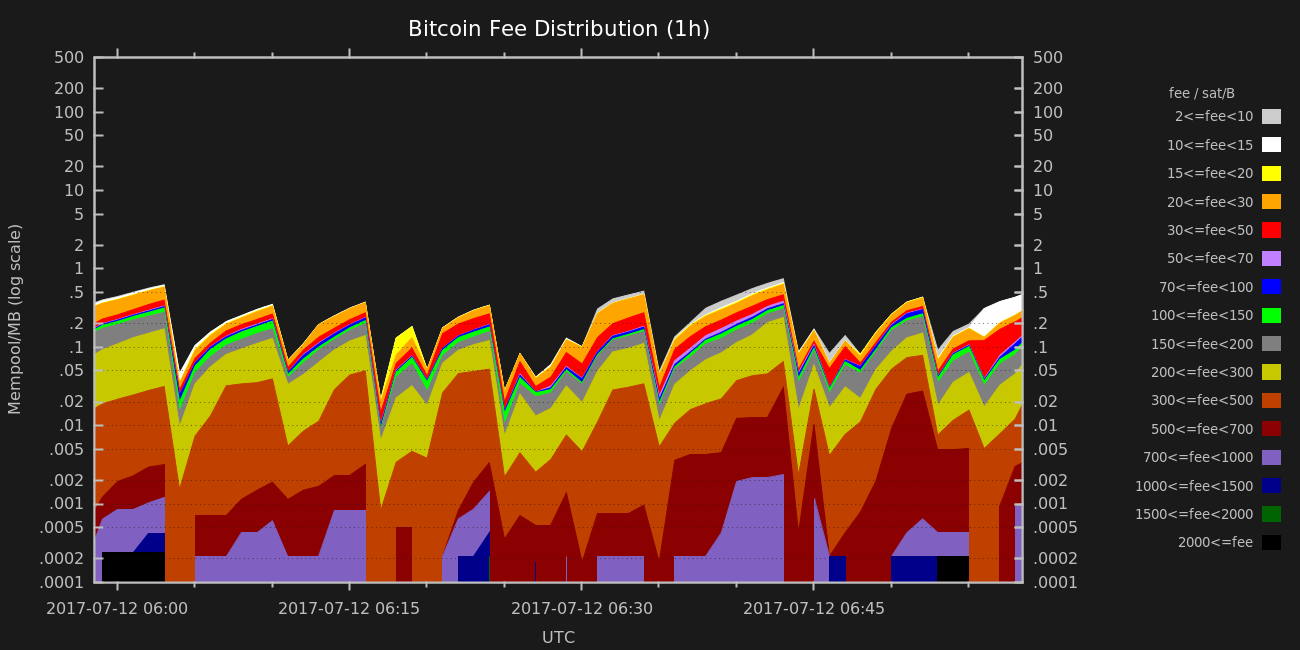 Bitcoin Fee Distribution (1h)
Mempool/MB (log scale)
500
200
100
50
20
10
5
2
1
.5
.2
.1
.05
.02
.01
.005
.002
.001
.0005
.0002
.0001
500
200
100
50
20
10
5
2
1
.5
.2
.1
.05
.02
.01
.005
.002
.001
.0005
.0002
.0001
2017-07-12 06:00 2017-07-12 06:15 2017-07-12 06:30 2017-07-12 06:45
UTC
fee / sat/B
2<=fee<10
10<=fee<15
15<=fee<20
20<=fee<30
30<=fee<50
50<=fee<70
70<=fee<100
100<=fee<150
150<=fee<200
200<=fee<300
300<=fee<500
500<=fee<700
700<=fee<1000
1000<=fee<1500
1500<=fee<2000
2000<=fee